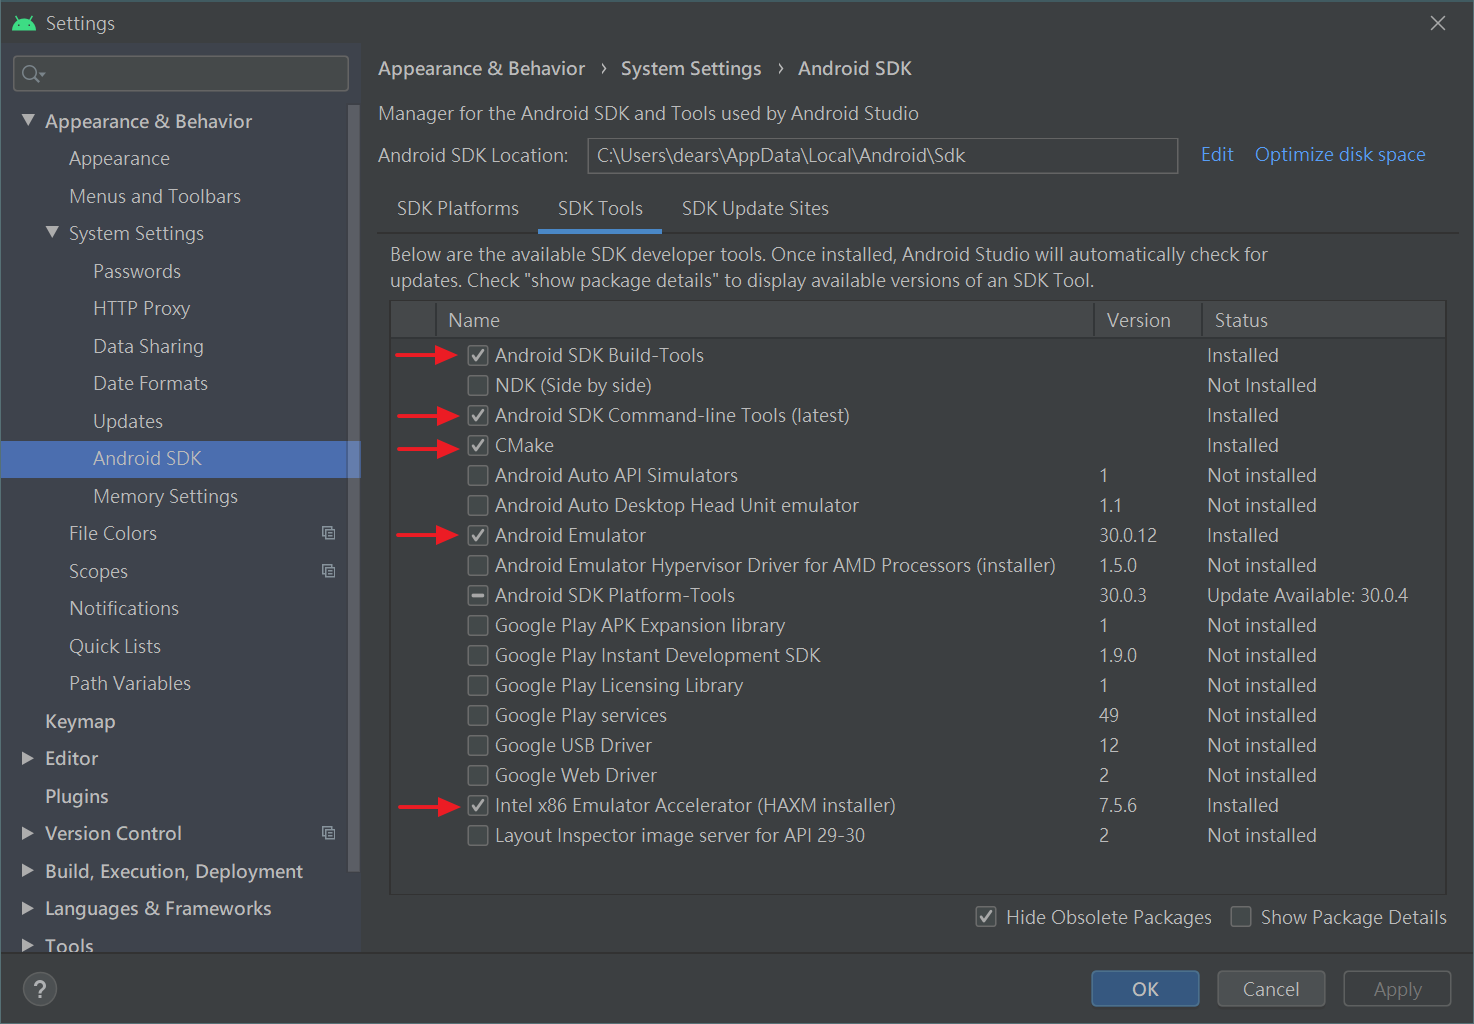 Settings
Appearance & Behavior
Appearance
Menus and Toolbars
System Settings
Passwords
HTTP Proxy
Data Sharing
Date Formats
Updates
Android SDK
Memory Settings
File Colors
Scopes
Notifications
Quick Lists
Path Variables
Keymap
Editor
Plugins
Version Control
Build, Execution, Deployment
Languages & Frameworks
Tools
Appearance & Behavior › System Settings › Android SDK
Manager for the Android SDK and Tools used by Android Studio
Android SDK Location: C:\Users\dears\AppData\Local\Android\Sdk Edit Optimize disk space
SDK Platforms SDK Tools SDK Update Sites
Below are the available SDK developer tools. Once installed, Android Studio will automatically check for
updates. Check "show package details" to display available versions of an SDK Tool.
Name Version Status
Android SDK Build-Tools Installed
NDK (Side by side) Not Installed
Android SDK Command-line Tools (latest) Installed
CMake Installed
Android Auto API Simulators 1 Not installed
Android Auto Desktop Head Unit emulator 1.1 Not installed
Android Emulator 30.0.12 Installed
Android Emulator Hypervisor Driver for AMD Processors (installer) 1.5.0 Not installed
Android SDK Platform-Tools 30.0.3 Update Available: 30.0.4
Google Play APK Expansion library 1 Not installed
Google Play Instant Development SDK 1.9.0 Not installed
Google Play Licensing Library 1 Not installed
Google Play services 49 Not installed
Google USB Driver 12 Not installed
Google Web Driver 2 Not installed
Intel x86 Emulator Accelerator (HAXM installer) 7.5.6 Installed
Layout Inspector image server for API 29-30 2 Not installed
Hide Obsolete Packages Show Package Details
? OK Cancel Apply